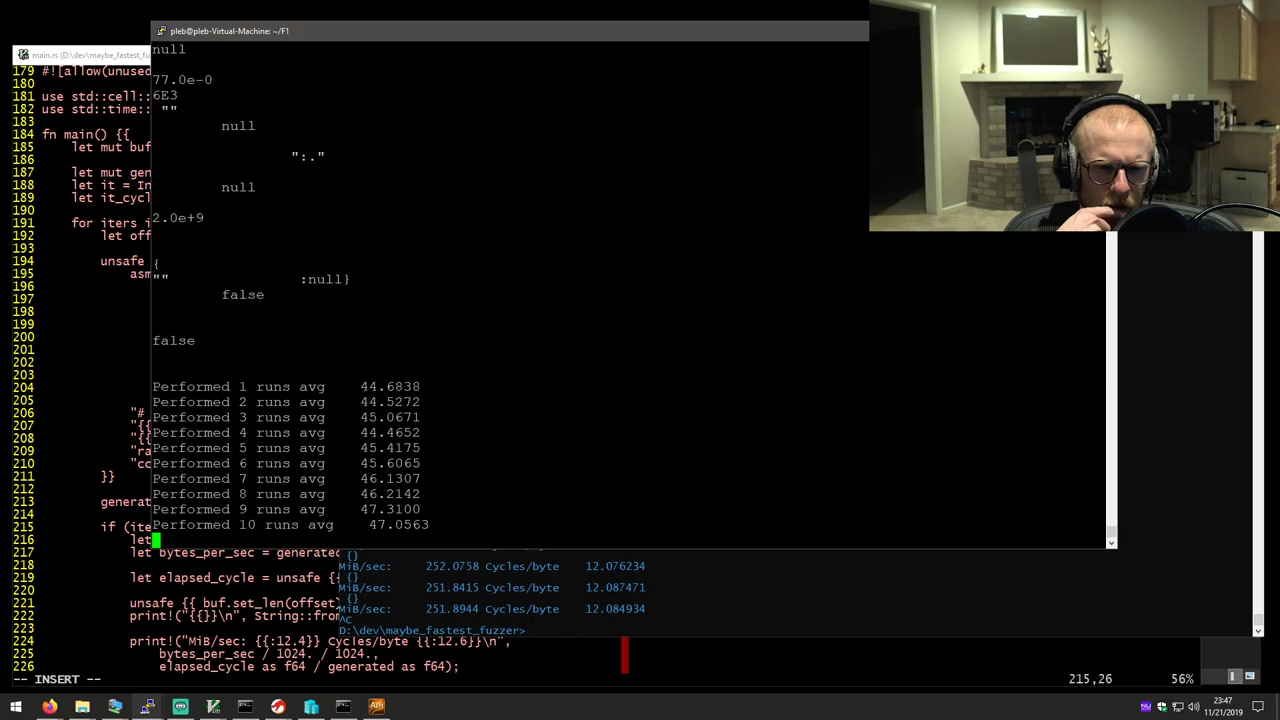 pleb@pleb-Virtual-Machine: ~/F1
null
77.0e-0
6E3
""
null
":."
null
2.0e+9
{
"" :null}
false
false
Performed 1 runs avg 44.6838
Performed 2 runs avg 44.5272
Performed 3 runs avg 45.0671
Performed 4 runs avg 44.4652
Performed 5 runs avg 45.4175
Performed 6 runs avg 45.6065
Performed 7 runs avg 46.1307
Performed 8 runs avg 46.2142
Performed 9 runs avg 47.3100
Performed 10 runs avg 47.0563
main.rs (D:\dev\maybe_fastest_fu
179 #![allow(unused
180
181 use std::cell::
182 use std::time::
183
184 fn main() {{
185 let mut buf
186
187 let mut gen
188 let it = In
189 let it_cycl
190
191 for iters i
192 let off
193
194 unsafe
195 asm
196
197
198
199
200
201
202
203
204
205
206 "#
207 "{{
208 "{{
209 "ra
210 "cc
211 }}
212
213 generat
214
215 if (ite
216 let
217 let bytes_per_sec = generated
218
219 let elapsed_cycle = unsafe {{
220
221 unsafe {{ buf.set_len(offset)
222 print!("{{}}\n", String::from
223
224 print!("MiB/sec: {{:12.4}} Cycles/byte {{:12.6}}\n",
225 bytes_per_sec / 1024. / 1024.,
226 elapsed_cycle as f64 / generated as f64);
-- INSERT -- 215,26 56%
{}
MiB/sec: 252.0758 Cycles/byte 12.076234
{}
MiB/sec: 251.8415 Cycles/byte 12.087471
{}
MiB/sec: 251.8944 Cycles/byte 12.084934
^C
D:\dev\maybe_fastest_fuzzer>
23:47
11/21/2019